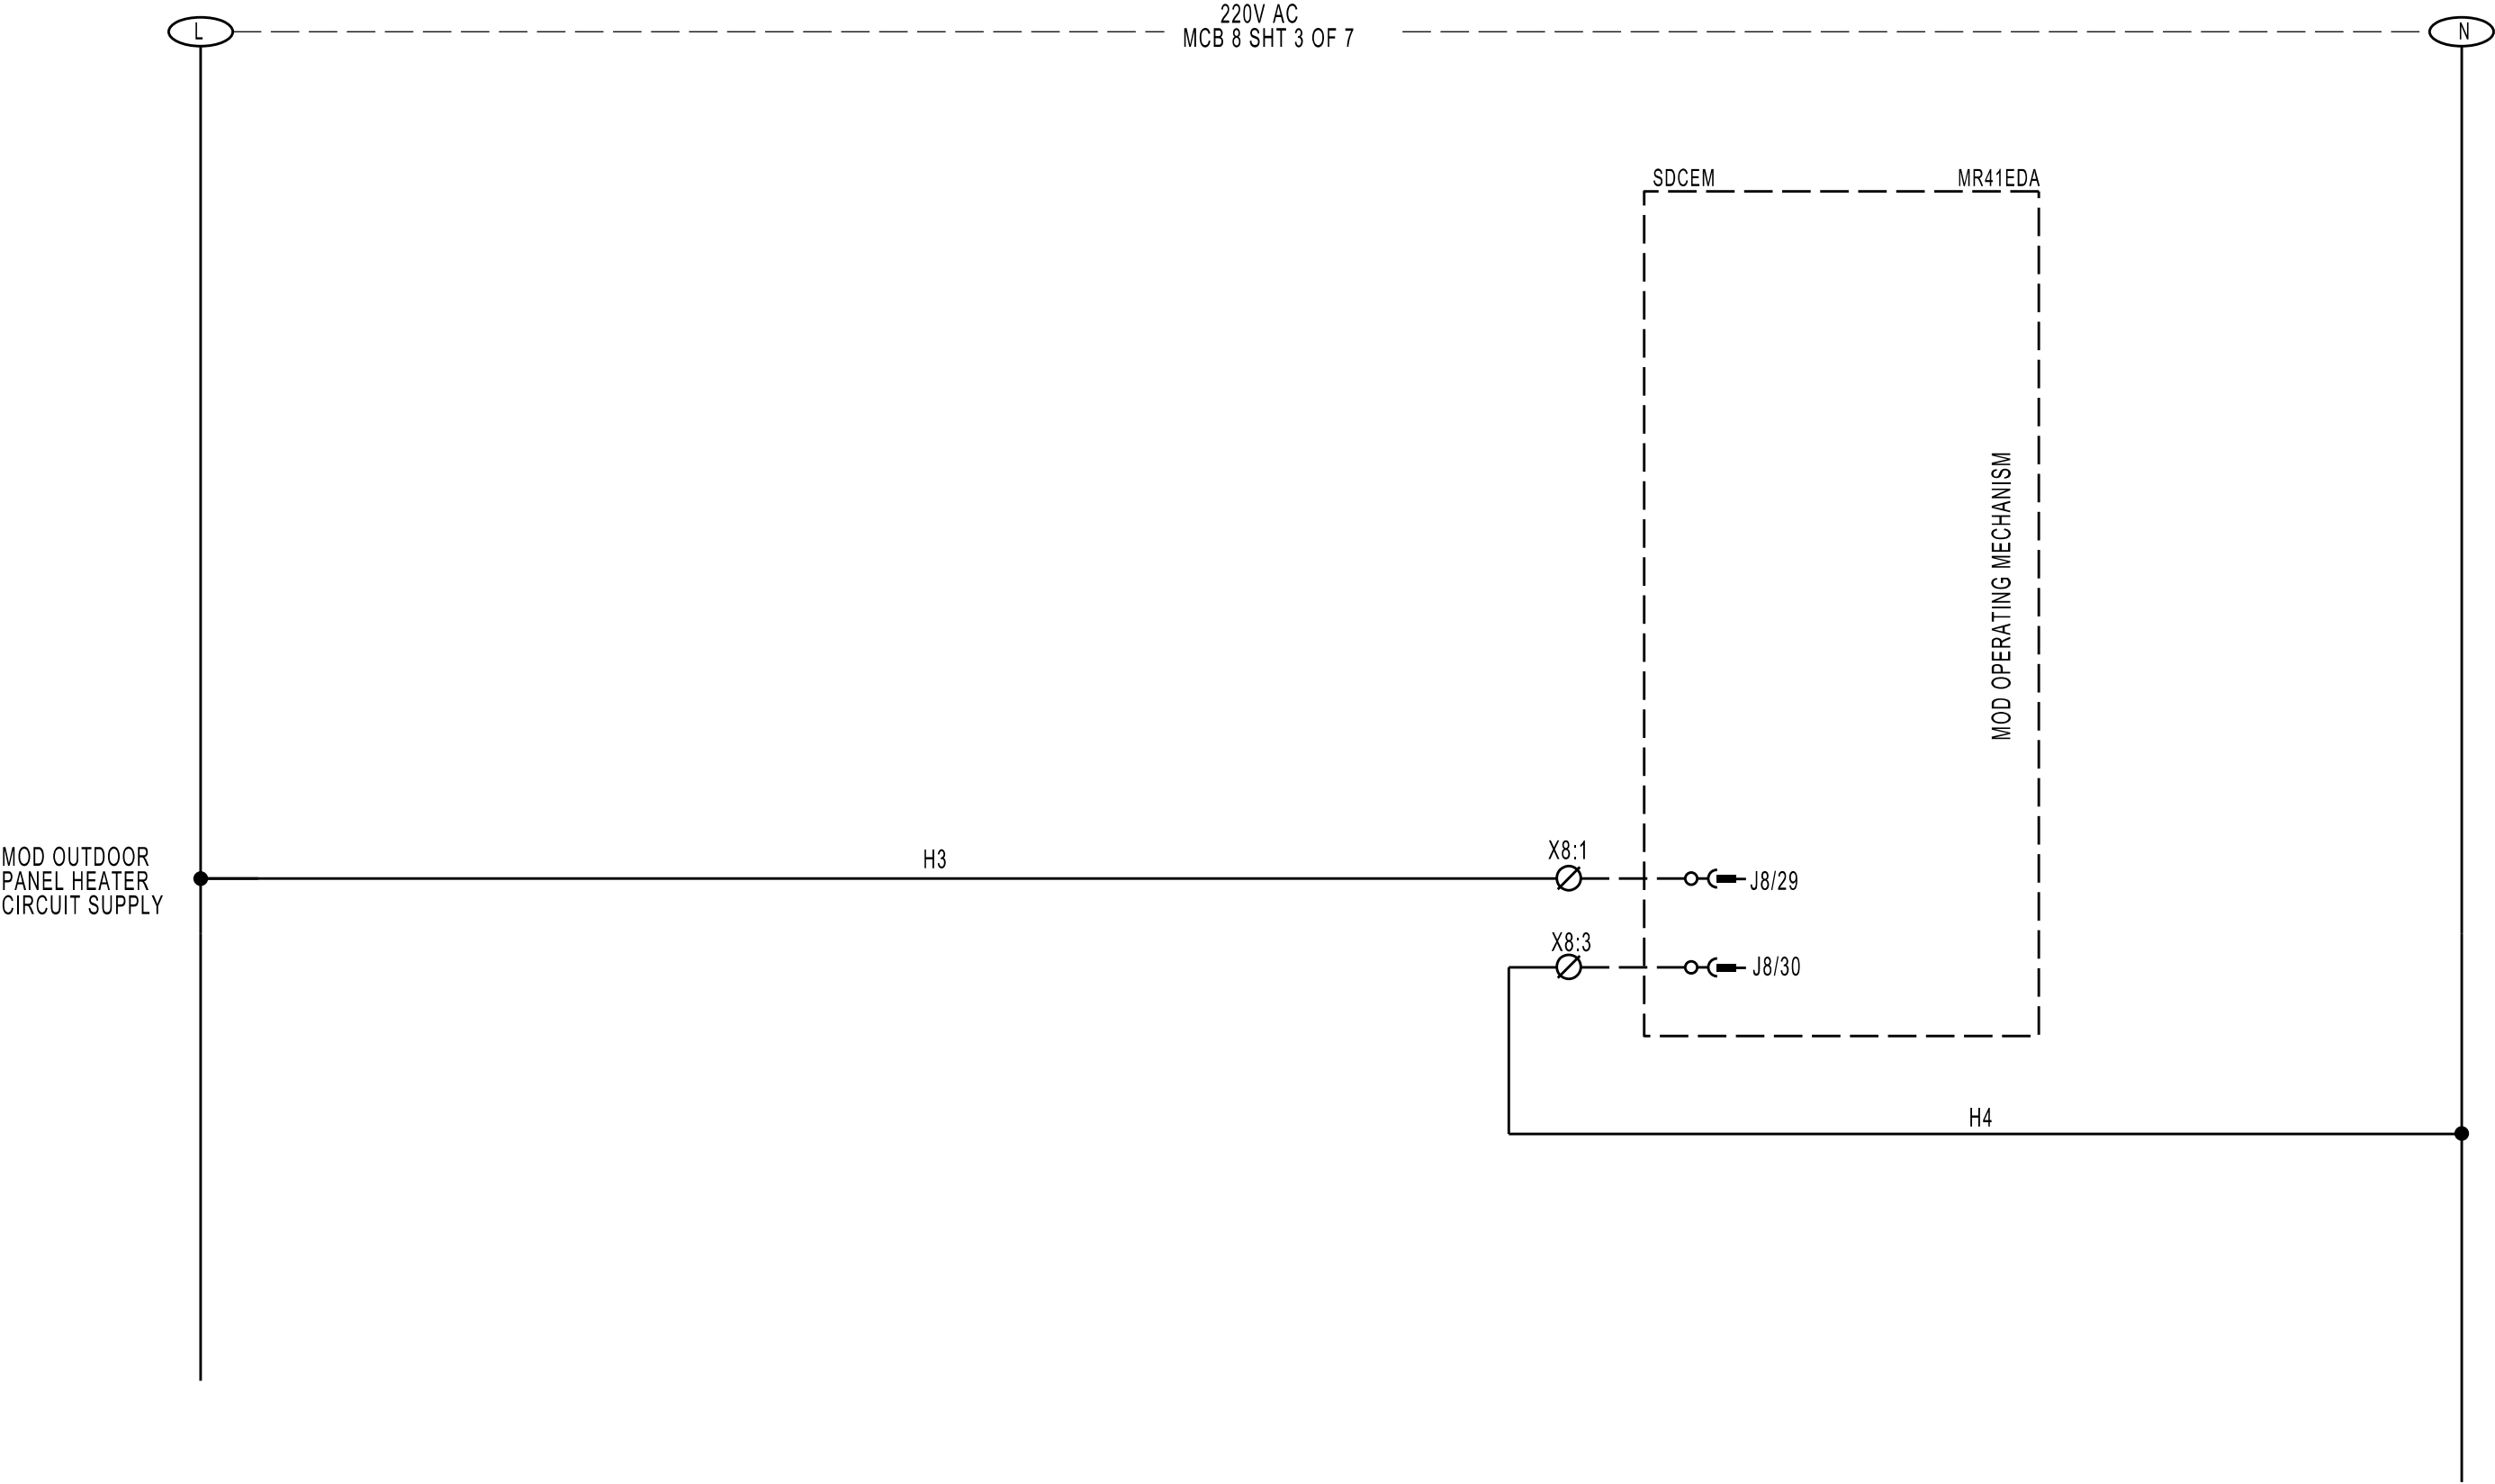 220V AC
L
MCB 8 SHT 3 OF 7
N
SDCEM
MR41EDA
MOD OPERATING MECHANISM
MOD OUTDOOR
PANEL HEATER
CIRCUIT SUPPLY
H3
X8:1
J8/29
X8:3
J8/30
H4